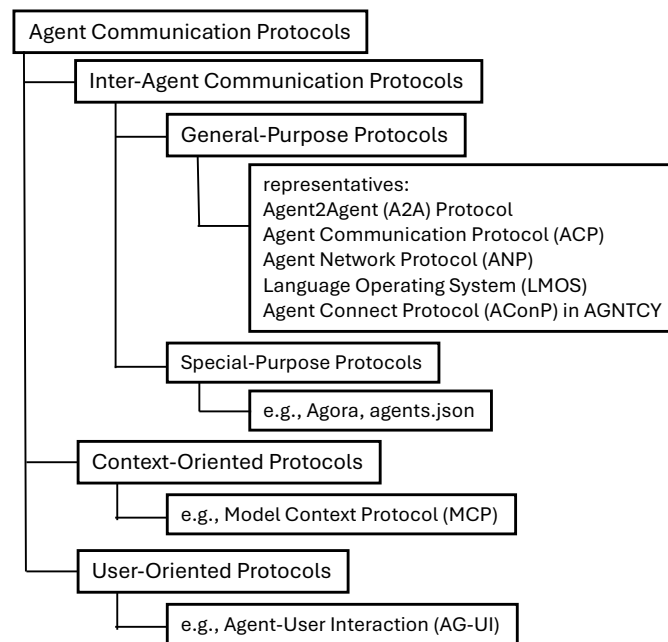 Agent Communication Protocols
Inter-Agent Communication Protocols
General-Purpose Protocols
representatives:
Agent2Agent (A2A) Protocol
Agent Communication Protocol (ACP)
Agent Network Protocol (ANP)
Language Operating System (LMOS)
Agent Connect Protocol (AConP) in AGNTCY
Special-Purpose Protocols
e.g., Agora, agents.json
Context-Oriented Protocols
e.g., Model Context Protocol (MCP)
User-Oriented Protocols
e.g., Agent-User Interaction (AG-UI)